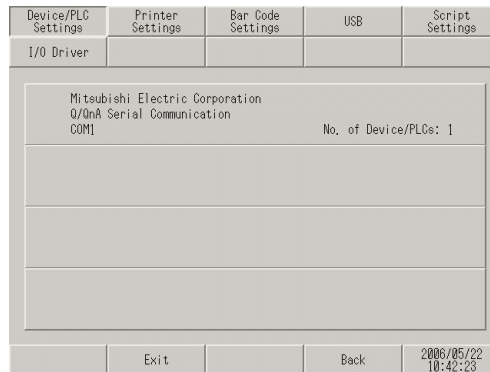 Device/PLC
Settings
Printer
Settings
Bar Code
Settings
USB
Script
Settings
I/O Driver
Mitsubishi Electric Corporation
Q/QnA Serial Communication
COM1 No. of Device/PLCs: 1
Exit
Back
2006/05/22
10:42:23